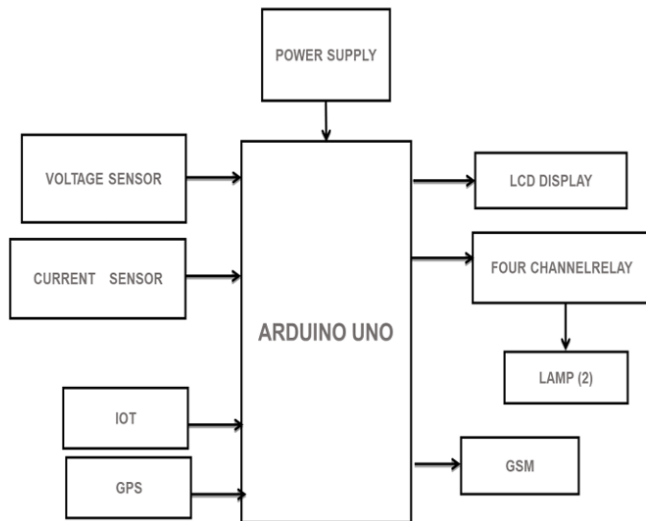 POWER SUPPLY
VOLTAGE SENSOR
LCD DISPLAY
CURRENT SENSOR
FOUR CHANNELRELAY
ARDUINO UNO
LAMP (2)
IOT
GSM
GPS